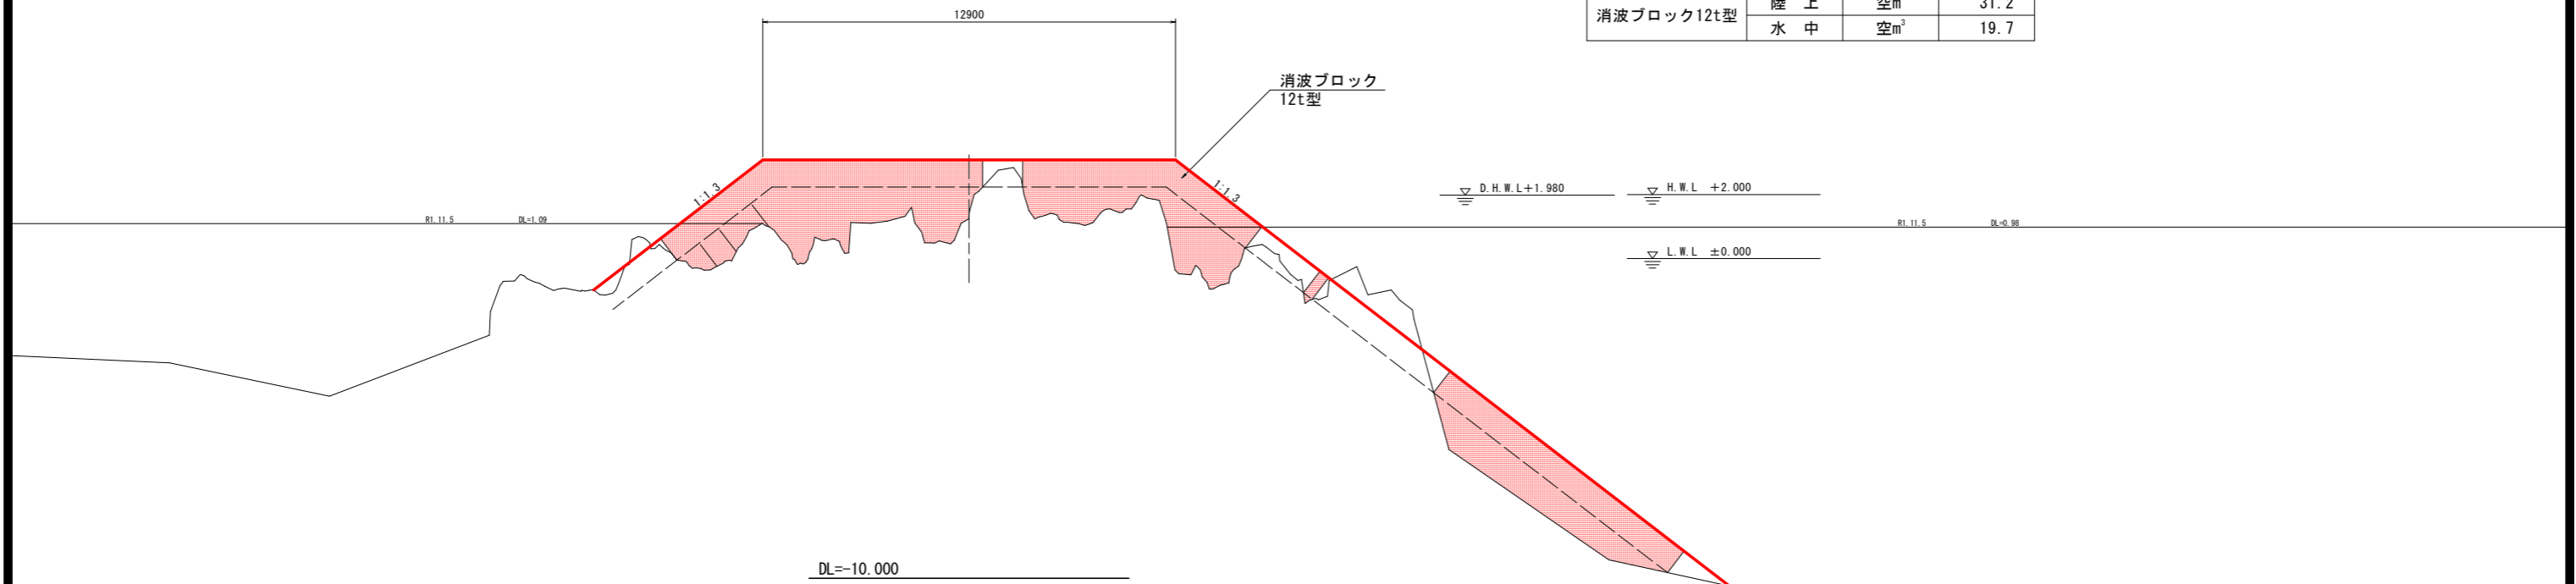 12900
陸 上 空m 31.2
消波ブロック12t型
水 中 空m³ 19.7
消波ブロック
12t型
1:1.3
1:1.3
D.H.W.L+1.980
H.W.L +2.000
R1.11.5 DL=1.09
R1.11.5 DL=0.98
L.W.L ±0.000
DL=-10.000